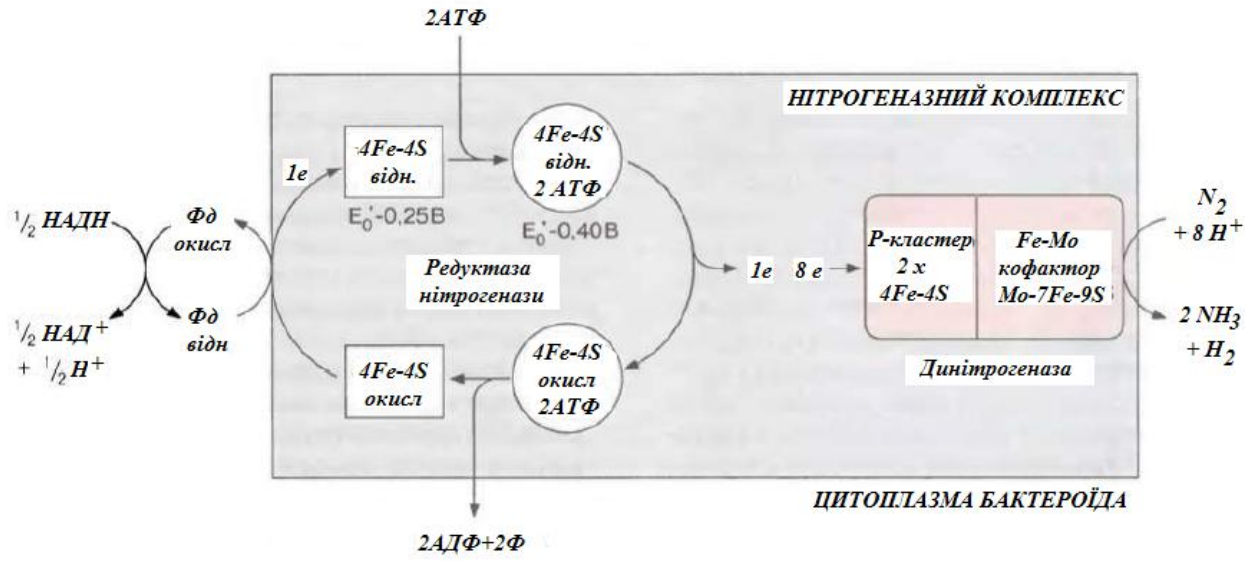 2АТФ
НІТРОГЕНАЗНИЙ КОМПЛЕКС
1е
4Fe-4S
відн.
4Fe-4S
відн.
2 АТФ
E₀'-0,25В
E₀'-0,40В
½ НАДН
Фд
окисл
Редуктаза
нітрогенази
1е 8 е
Р-кластер
2 х
4Fe-4S
Fe-Mo
кофактор
Mo-7Fe-9S
N₂
+ 8 H⁺
½ НАД⁺
+ ½ H⁺
Фд
відн
4Fe-4S
окисл
4Fe-4S
окисл
2АТФ
Динітрогеназа
2 NH₃
+ H₂
ЦИТОПЛАЗМА БАКТЕРОЇДА
2АДФ+2Ф